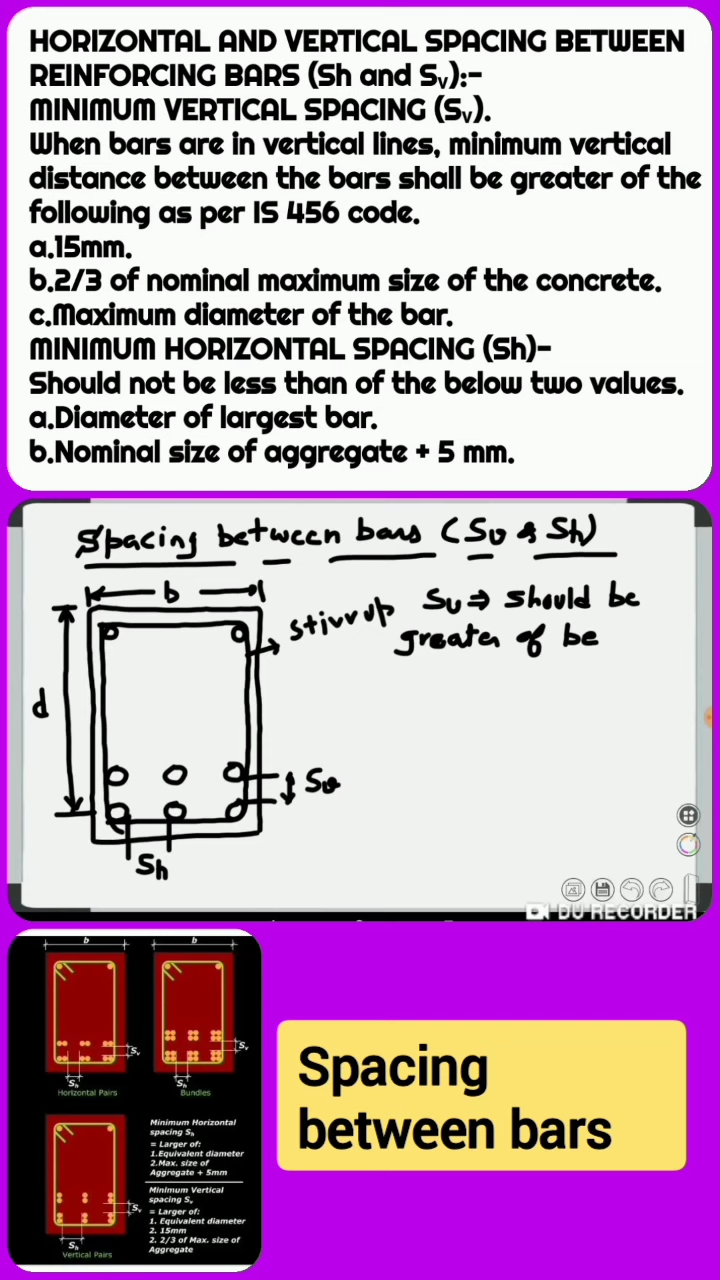 HORIZONTAL AND VERTICAL SPACING BETWEEN
REINFORCING BARS (Sh and Sv):-
MINIMUM VERTICAL SPACING (Sv).
When bars are in vertical lines, minimum vertical
distance between the bars shall be greater of the
following as per IS 456 code.
a.15mm.
b.2/3 of nominal maximum size of the concrete.
c.Maximum diameter of the bar.
MINIMUM HORIZONTAL SPACING (Sh)-
Should not be less than of the below two values.
a.Diameter of largest bar.
b.Nominal size of aggregate + 5 mm.
Spacing between bars (Sv & Sh)
b
stirrup
Sv ⇒ should be
greater of be
d
Sv
Sh
DU RECORDER
b
b
Sv
Sv
Sh
Sh
Horizontal Pairs
Bundles
Sv
Sh
Vertical Pairs
Minimum Horizontal
spacing Sh
= Larger of:
1.Equivalent diameter
2.Max. size of
Aggregate + 5mm
Minimum Vertical
spacing Sv
= Larger of:
1. Equivalent diameter
2. 15mm
2. 2/3 of Max. size of
Aggregate
Spacing
between bars